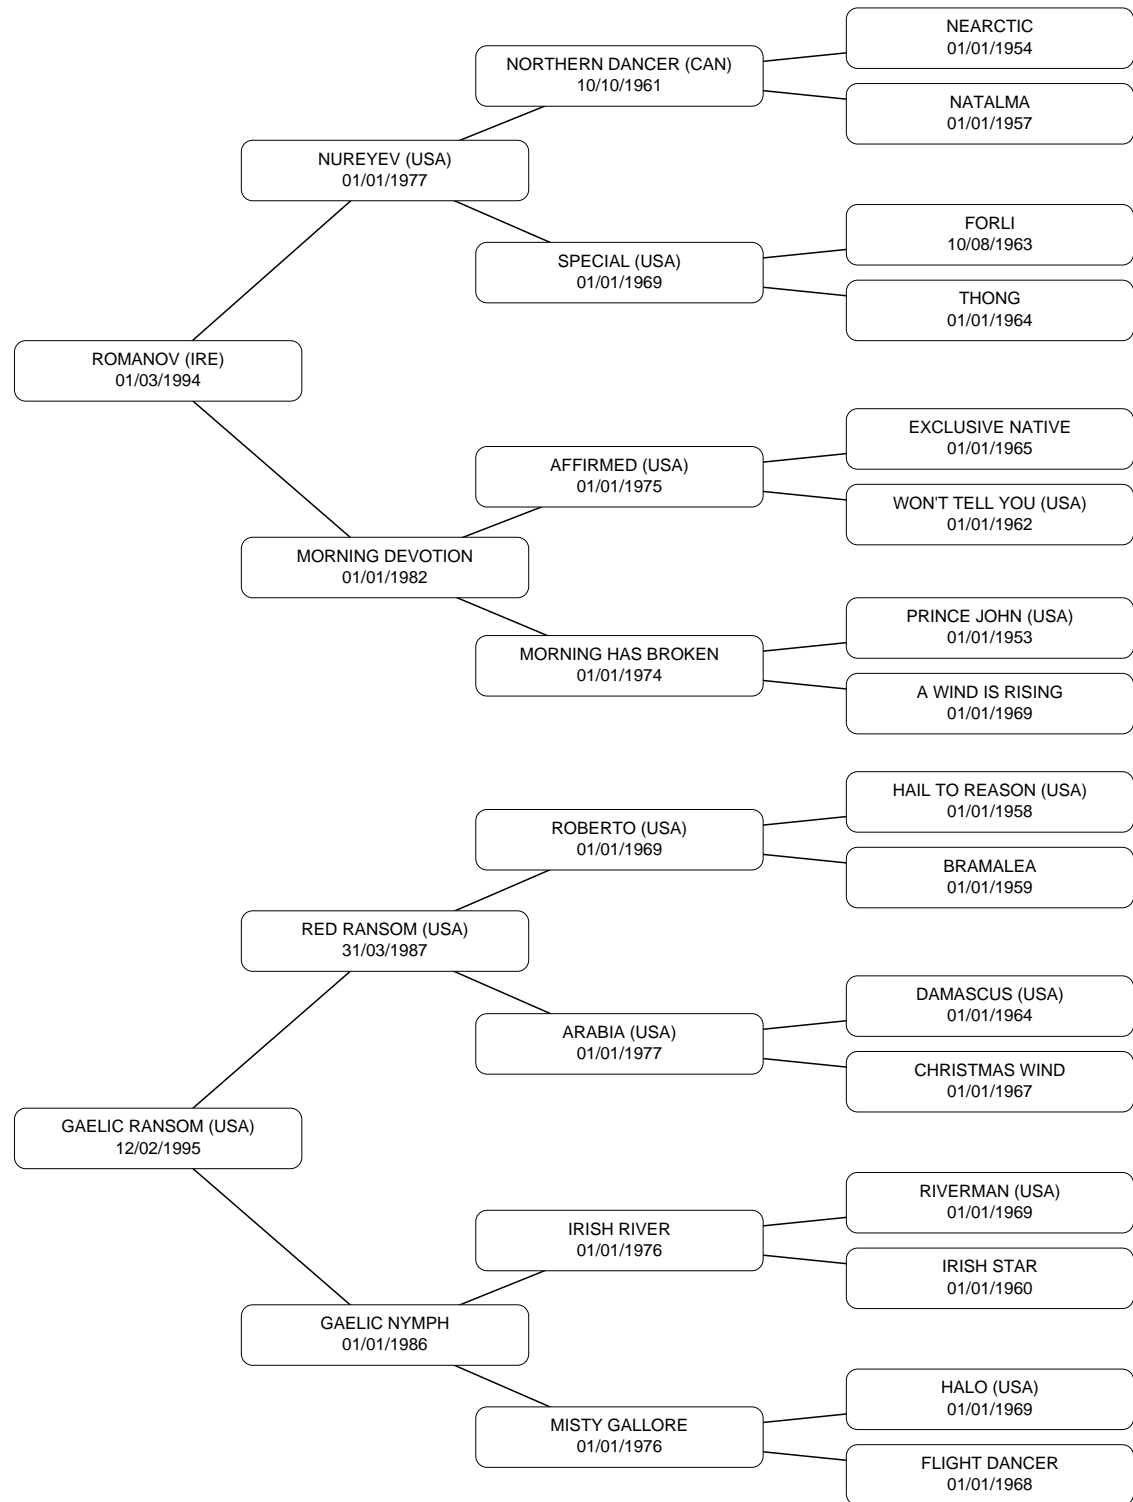 NEARCTIC
01/01/1954
NORTHERN DANCER (CAN)
10/10/1961
NATALMA
01/01/1957
NUREYEV (USA)
01/01/1977
FORLI
10/08/1963
SPECIAL (USA)
01/01/1969
THONG
01/01/1964
ROMANOV (IRE)
01/03/1994
EXCLUSIVE NATIVE
01/01/1965
AFFIRMED (USA)
01/01/1975
WON'T TELL YOU (USA)
01/01/1962
MORNING DEVOTION
01/01/1982
PRINCE JOHN (USA)
01/01/1953
MORNING HAS BROKEN
01/01/1974
A WIND IS RISING
01/01/1969
HAIL TO REASON (USA)
01/01/1958
ROBERTO (USA)
01/01/1969
BRAMALEA
01/01/1959
RED RANSOM (USA)
31/03/1987
DAMASCUS (USA)
01/01/1964
ARABIA (USA)
01/01/1977
CHRISTMAS WIND
01/01/1967
GAELIC RANSOM (USA)
12/02/1995
RIVERMAN (USA)
01/01/1969
IRISH RIVER
01/01/1976
IRISH STAR
01/01/1960
GAELIC NYMPH
01/01/1986
HALO (USA)
01/01/1969
MISTY GALLORE
01/01/1976
FLIGHT DANCER
01/01/1968